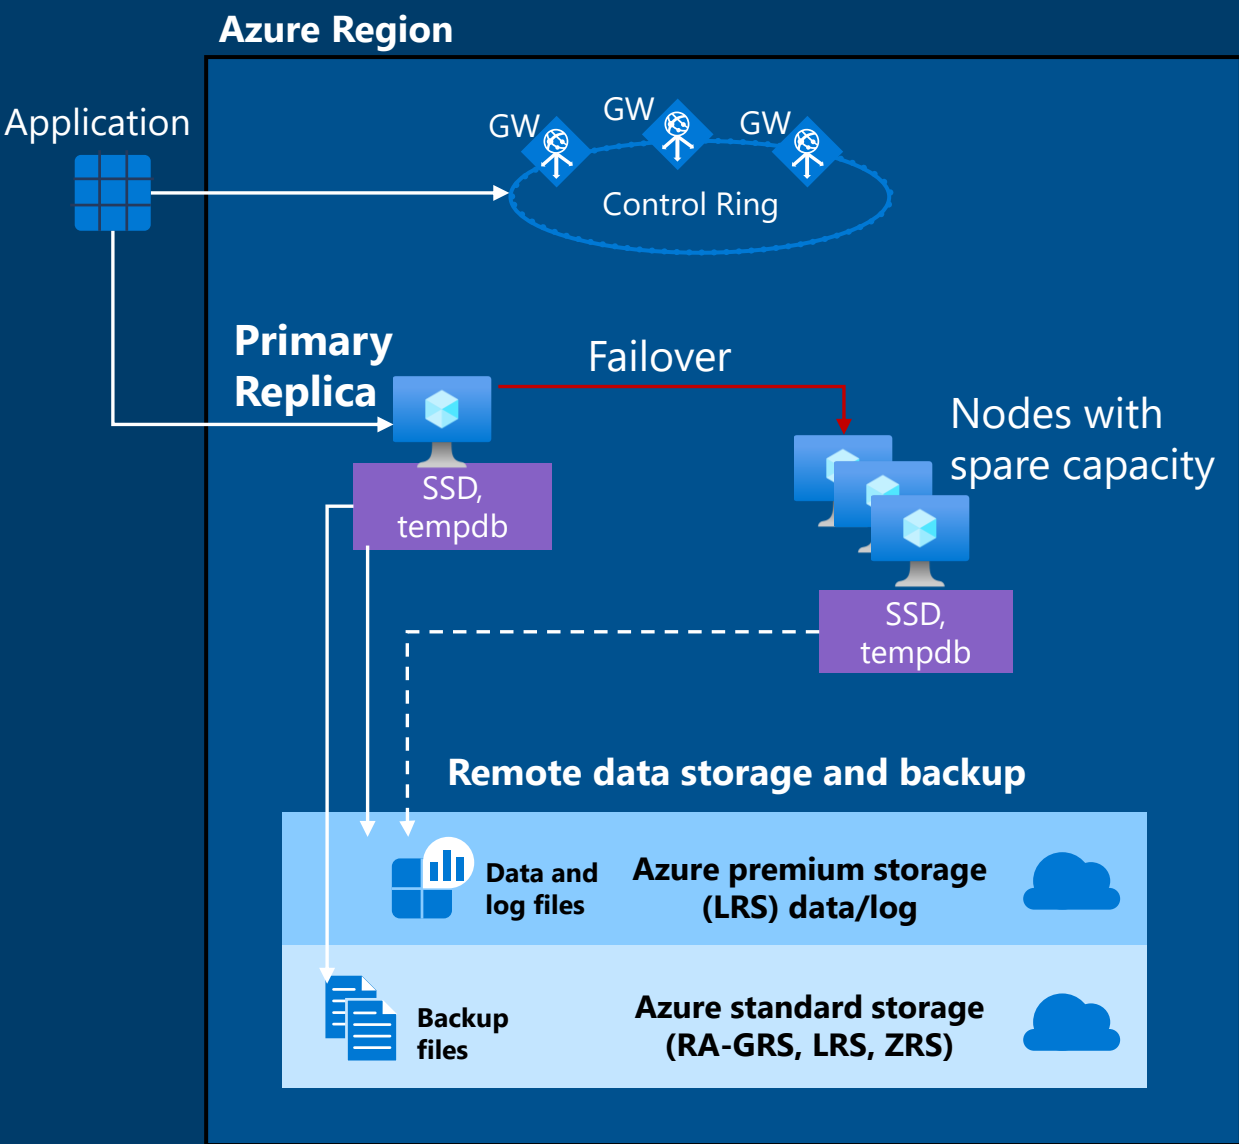 Azure Region
Application
GW
GW
GW
Control Ring
Primary
Replica
Failover
Nodes with
spare capacity
SSD,
tempdb
SSD,
tempdb
Remote data storage and backup
Data and
log files
Azure premium storage
(LRS) data/log
Backup
files
Azure standard storage
(RA-GRS, LRS, ZRS)